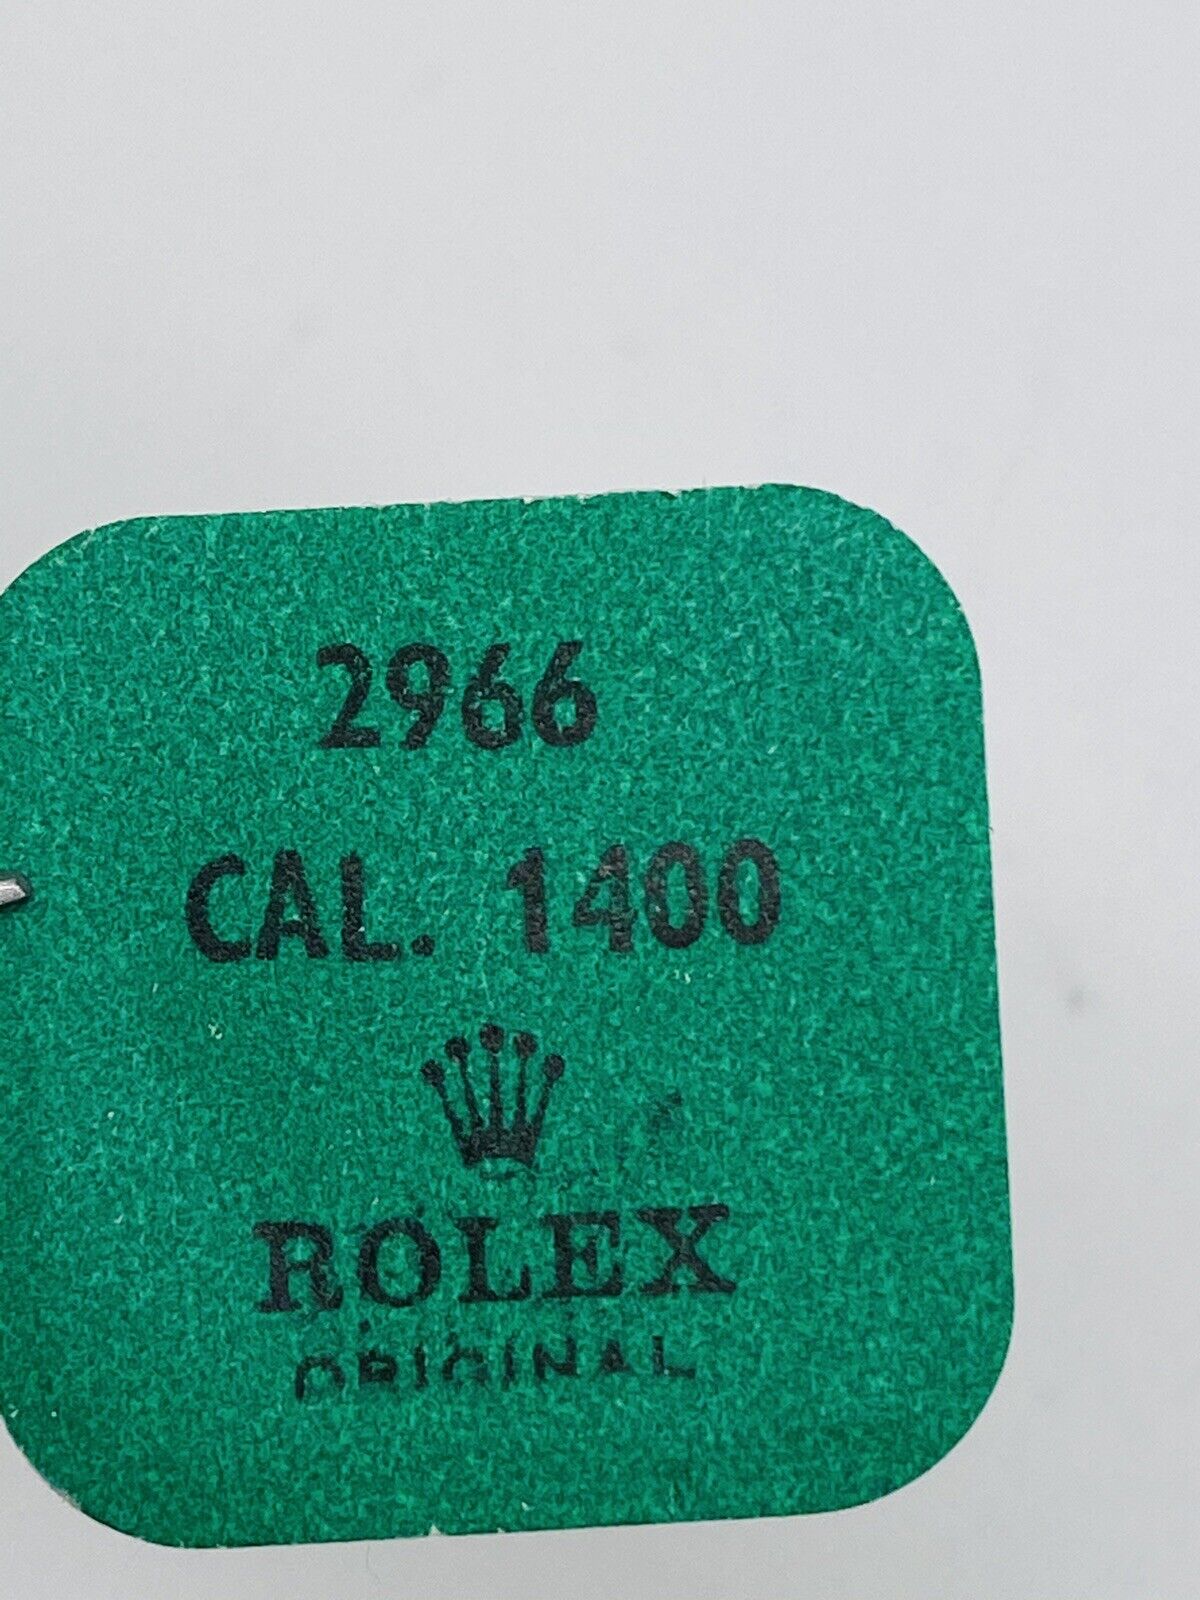 2966
CAL. 1400
ROLEX
ORIGINAL